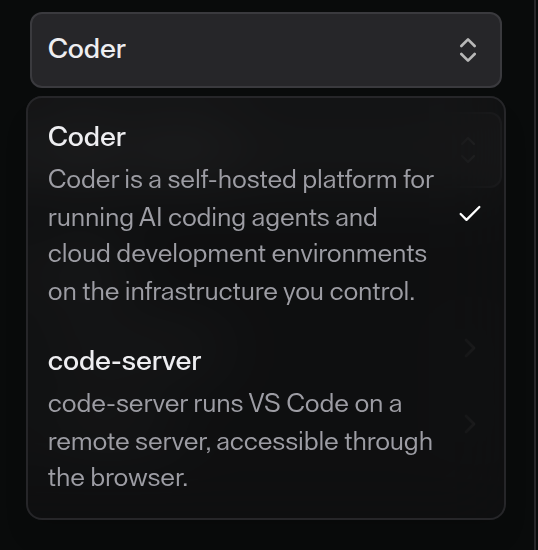 Coder
Coder
Coder is a self-hosted platform for
running AI coding agents and
cloud development environments
on the infrastructure you control.
code-server
code-server runs VS Code on a
remote server, accessible through
the browser.